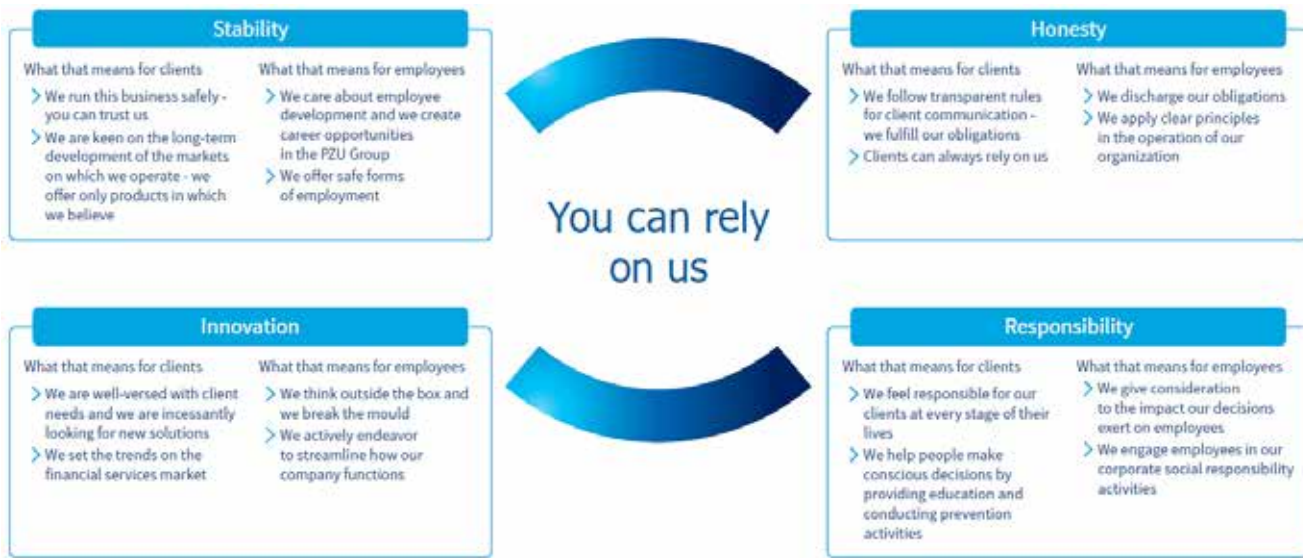 Stability
What that means for clients
We run this business safely -
you can trust us
We are keen on the long-term
development of the markets
on which we operate - we
offer only products in which
we believe
What that means for employees
We care about employee
development and we create
career opportunities
in the PZU Group
We offer safe forms
of employment
Honesty
What that means for clients
We follow transparent rules
for client communication -
we fulfill our obligations
Clients can always rely on us
What that means for employees
We discharge our obligations
We apply clear principles
in the operation of our
organization
You can rely
on us
Innovation
What that means for clients
We are well-versed with client
needs and we are incessantly
looking for new solutions
We set the trends on the
financial services market
What that means for employees
We think outside the box and
we break the mould
We actively endeavor
to streamline how our
company functions
Responsibility
What that means for clients
We feel responsible for our
clients at every stage of their
lives
We help people make
conscious decisions by
providing education and
conducting prevention
activities
What that means for employees
We give consideration
to the impact our decisions
exert on employees
We engage employees in our
corporate social responsibility
activities